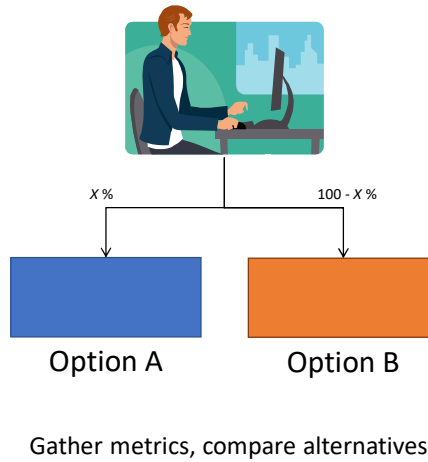 X %
100 - X %
Option A
Option B
Gather metrics, compare alternatives